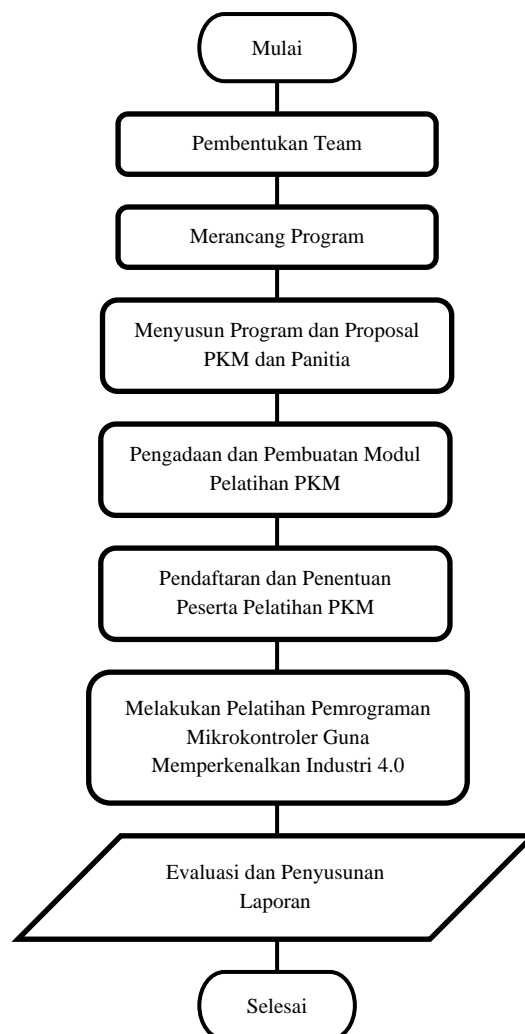 Mulai
Pembentukan Team
Merancang Program
Menyusun Program dan Proposal
PKM dan Panitia
Pengadaan dan Pembuatan Modul
Pelatihan PKM
Pendaftaran dan Penentuan
Peserta Pelatihan PKM
Melakukan Pelatihan Pemrograman
Mikrokontroler Guna
Memperkenalkan Industri 4.0
Evaluasi dan Penyusunan
Laporan
Selesai